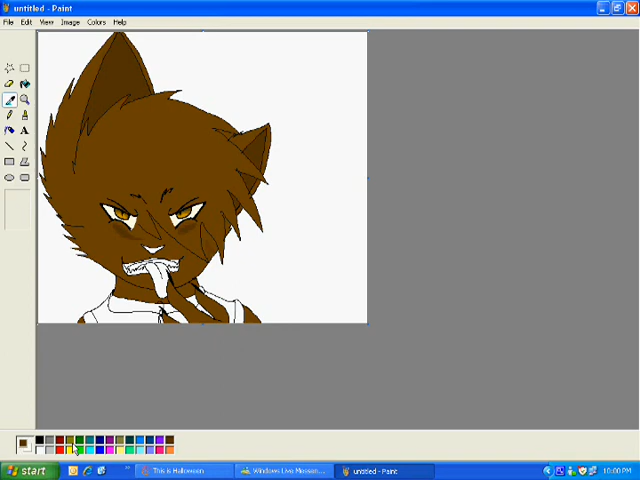 untitled - Paint
File Edit View Image Colors Help
A
start This is Halloween Windows Live Messen... untitled - Paint 10:00 PM